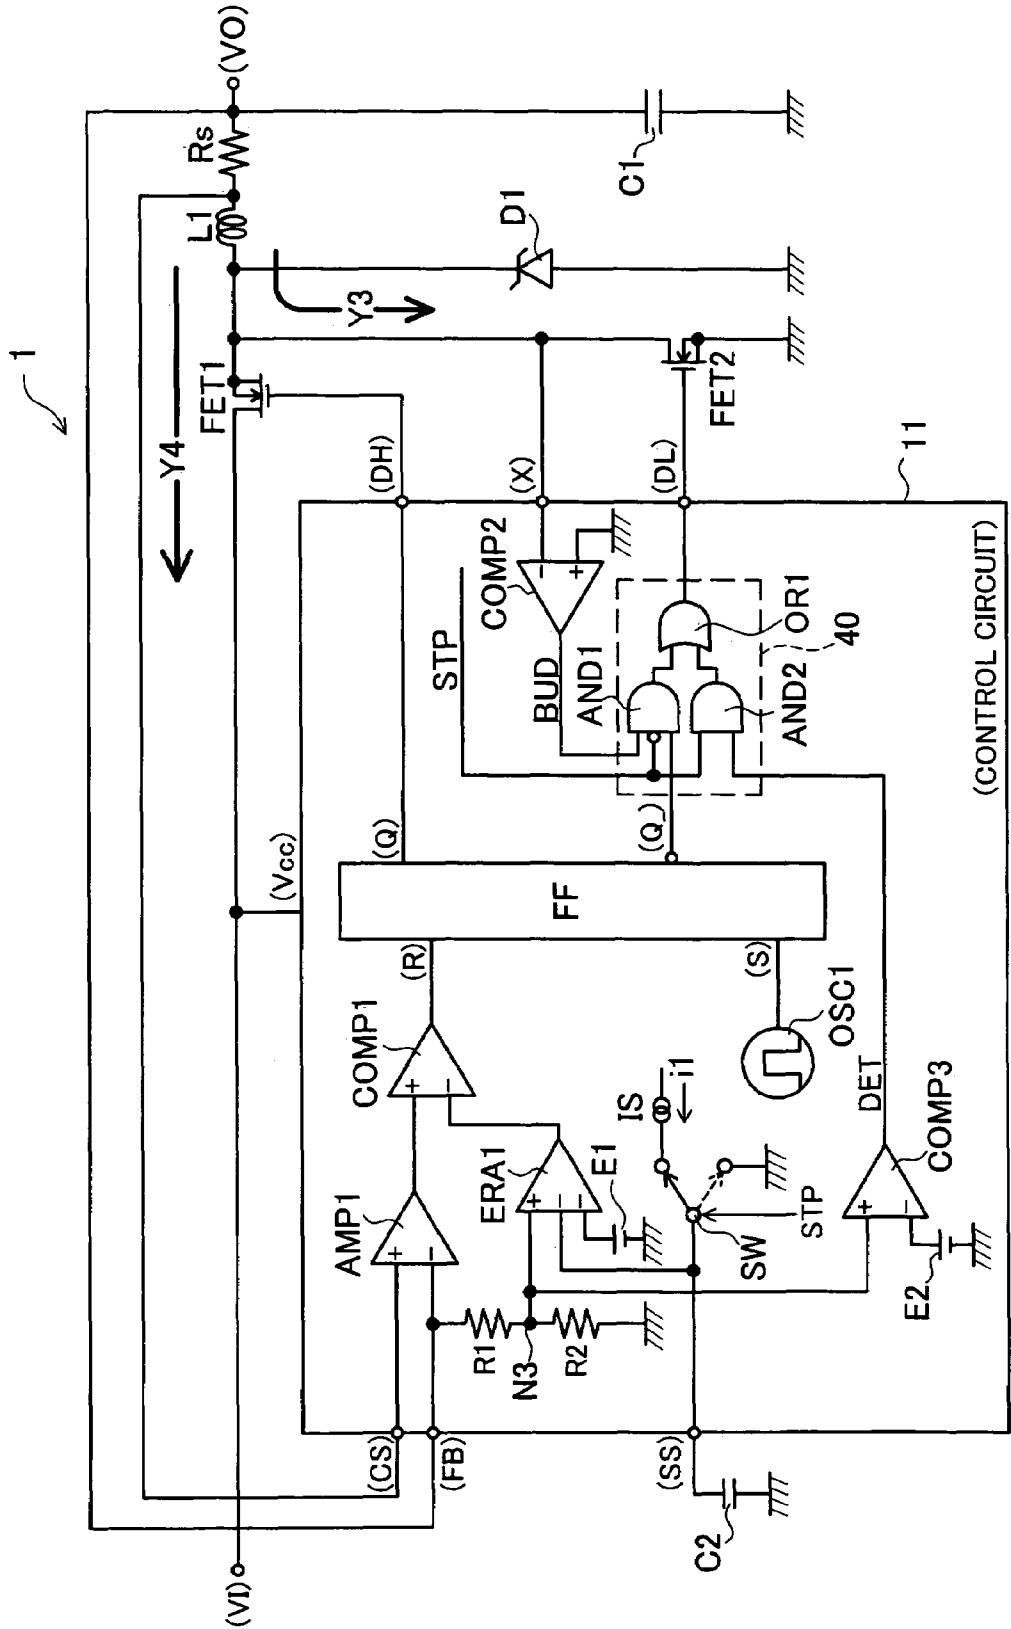 1
(VI)
(VO)
Y4
L1
Rs
FET1
Y3
D1
C1
FET2
(Vcc)
(DH)
(X)
(DL)
(CS)
(FB)
(SS)
C2
AMP1
COMP1
(R)
(Q)
FF
(S)
(Q̅)
R1
N3
R2
ERA1
E1
IS
i1
SW
STP
OSC1
STP
COMP2
BUD
AND1
AND2
OR1
40
E2
COMP3
DET
11
(CONTROL CIRCUIT)